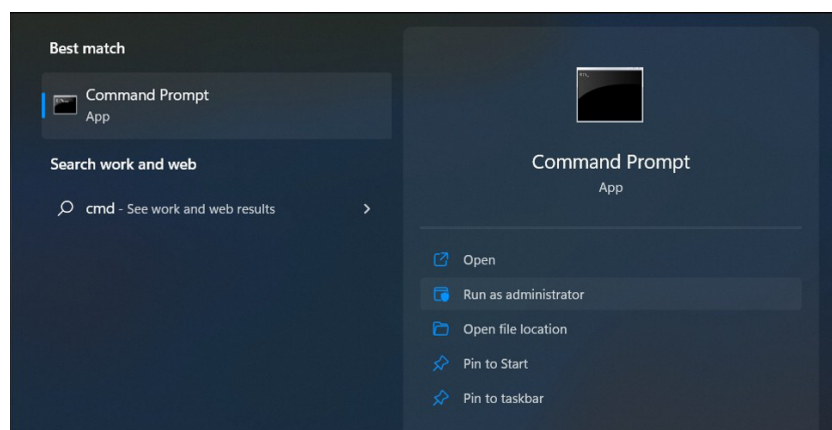 Best match
Command Prompt
App
Search work and web
cmd - See work and web results
Command Prompt
App
Open
Run as administrator
Open file location
Pin to Start
Pin to taskbar